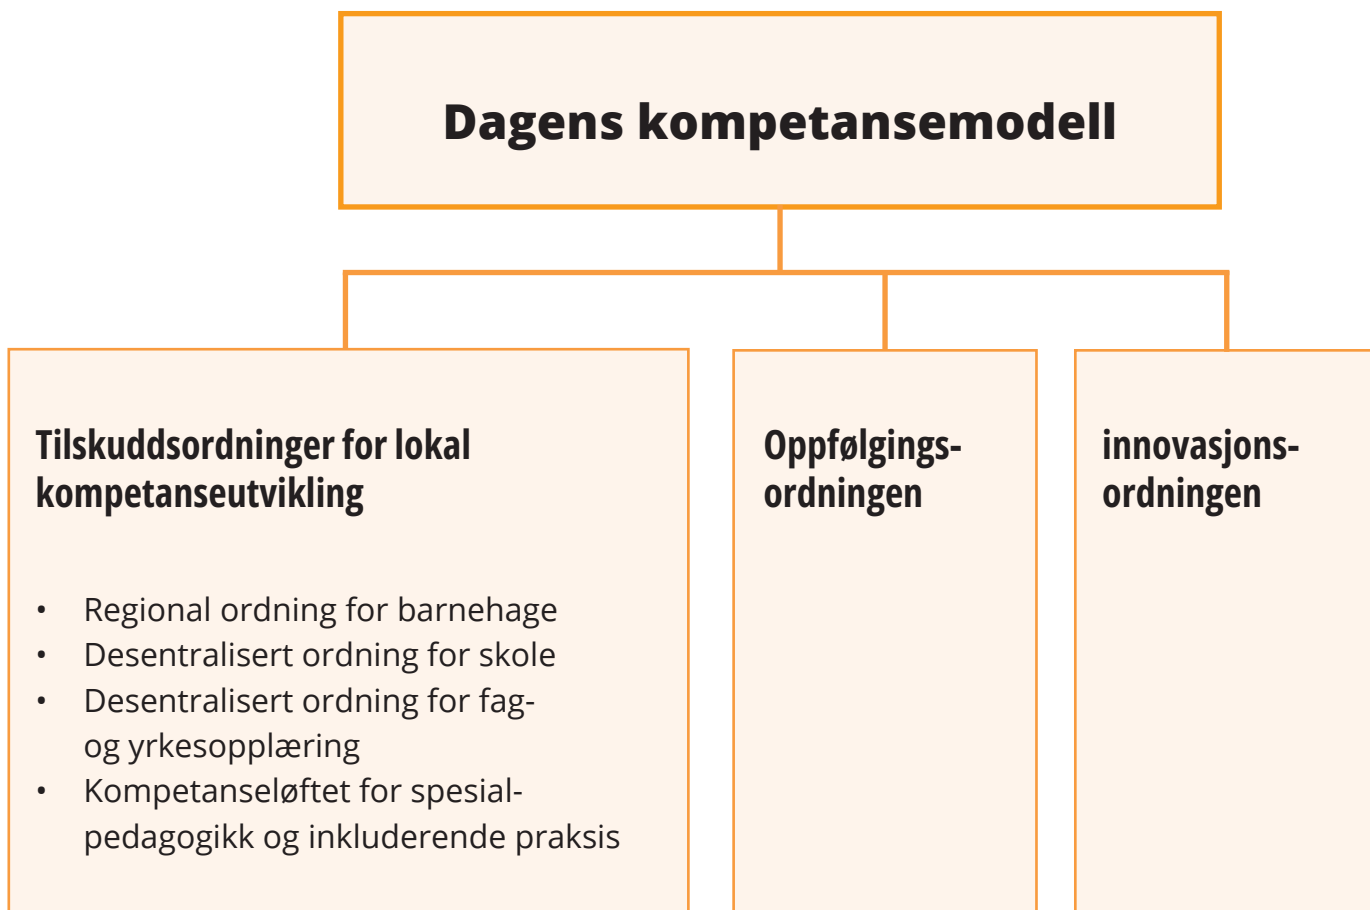 Dagens kompetansemodell
Tilskuddsordninger for lokal
kompetanseutvikling
• Regional ordning for barnehage
• Desentralisert ordning for skole
• Desentralisert ordning for fag-
og yrkesopplæring
• Kompetanseløftet for spesial-
pedagogikk og inkluderende praksis
Oppfølgings-
ordningen
innovasjons-
ordningen